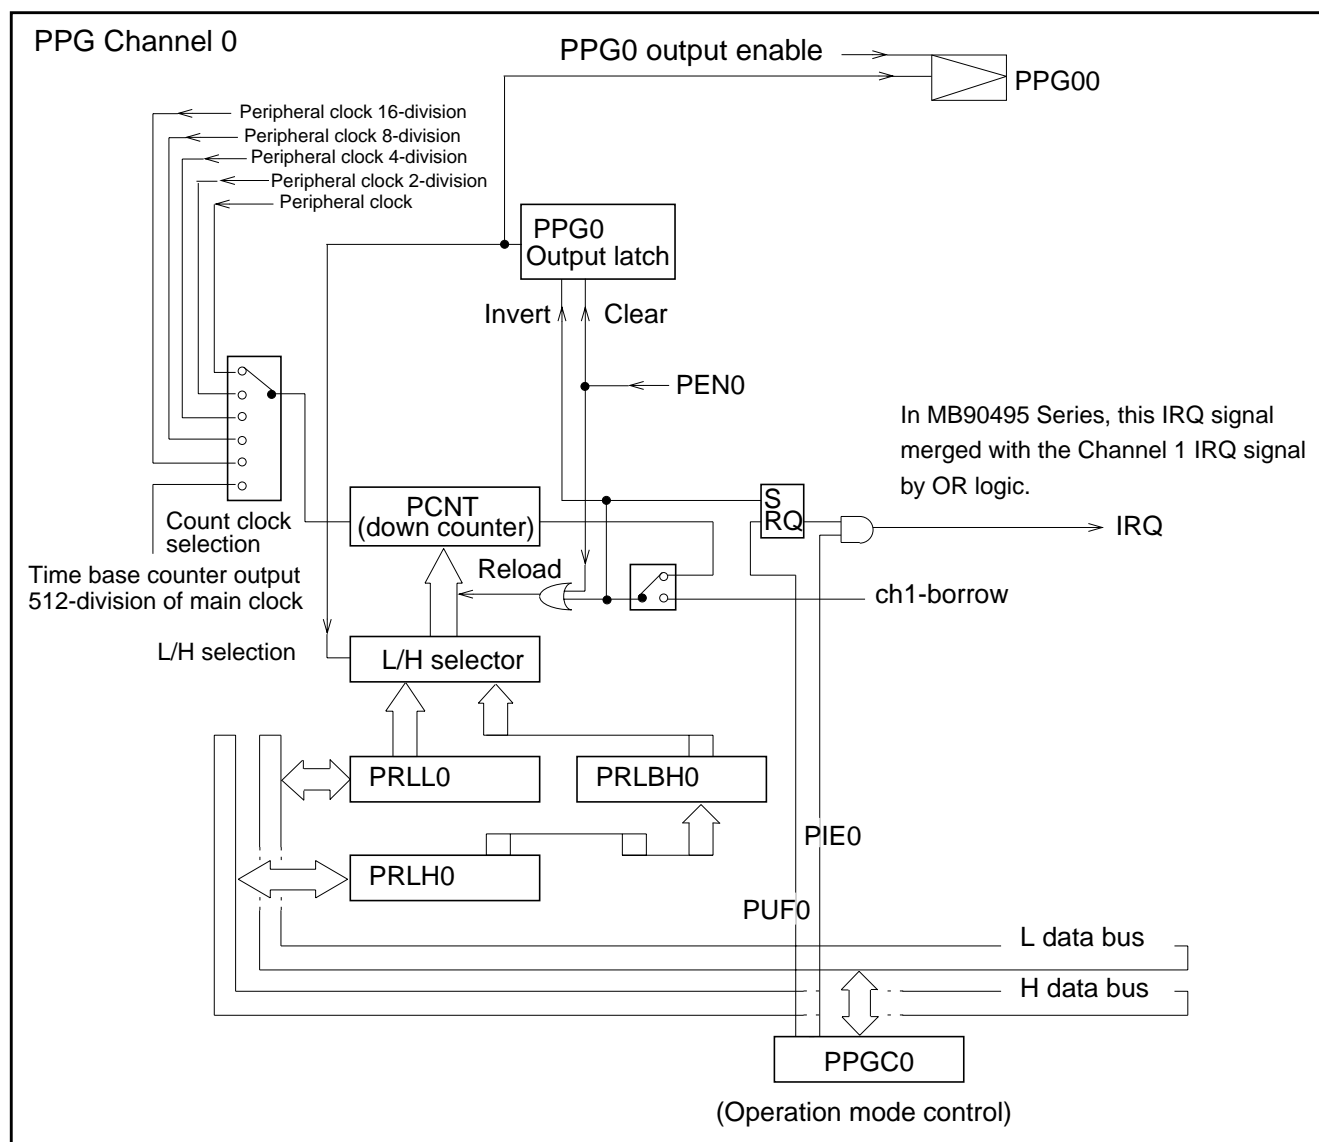 PPG Channel 0
PPG0 output enable
PPG00
Peripheral clock 16-division
Peripheral clock 8-division
Peripheral clock 4-division
Peripheral clock 2-division
Peripheral clock
PPG0
Output latch
Invert
Clear
PEN0
In MB90495 Series, this IRQ signal
merged with the Channel 1 IRQ signal
by OR logic.
S
RQ
IRQ
PCNT
(down counter)
Count clock
selection
Reload
Time base counter output
512-division of main clock
ch1-borrow
L/H selection
L/H selector
PRLL0
PRLBH0
PIE0
PRLH0
PUF0
L data bus
H data bus
PPGC0
(Operation mode control)